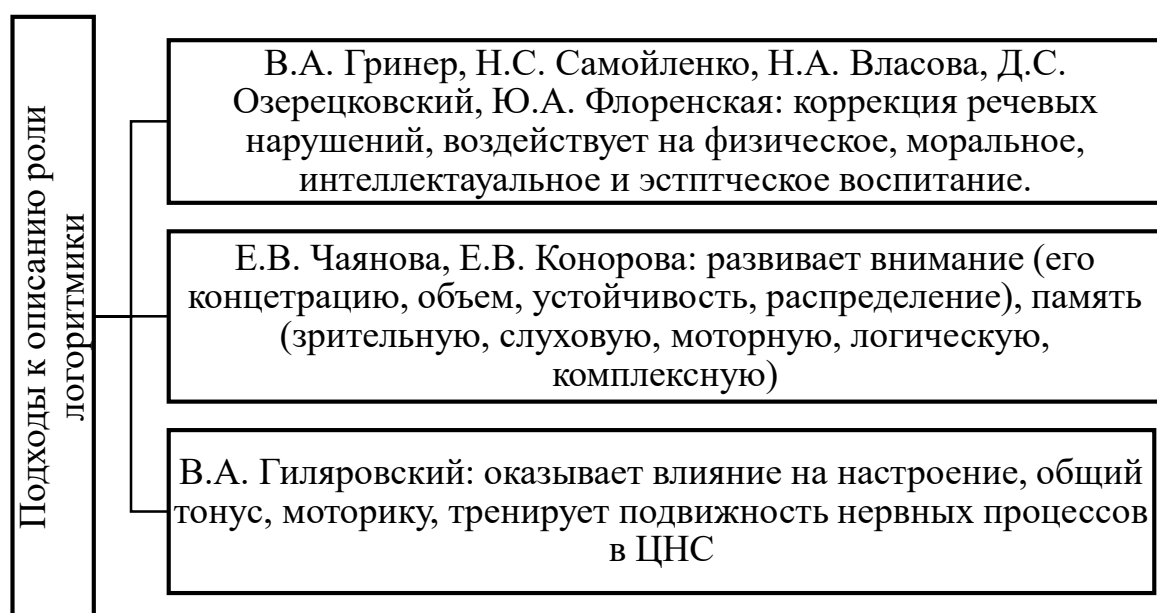 Подходы к описанию роли
логоритмики
В.А. Гринер, Н.С. Самойленко, Н.А. Власова, Д.С.
Озерецковский, Ю.А. Флоренская: коррекция речевых
нарушений, воздействует на физическое, моральное,
интеллектауальное и эстптческое воспитание.
Е.В. Чаянова, Е.В. Конорова: развивает внимание (его
концетрацию, объем, устойчивость, распределение), память
(зрительную, слуховую, моторную, логическую,
комплексную)
В.А. Гиляровский: оказывает влияние на настроение, общий
тонус, моторику, тренирует подвижность нервных процессов
в ЦНС